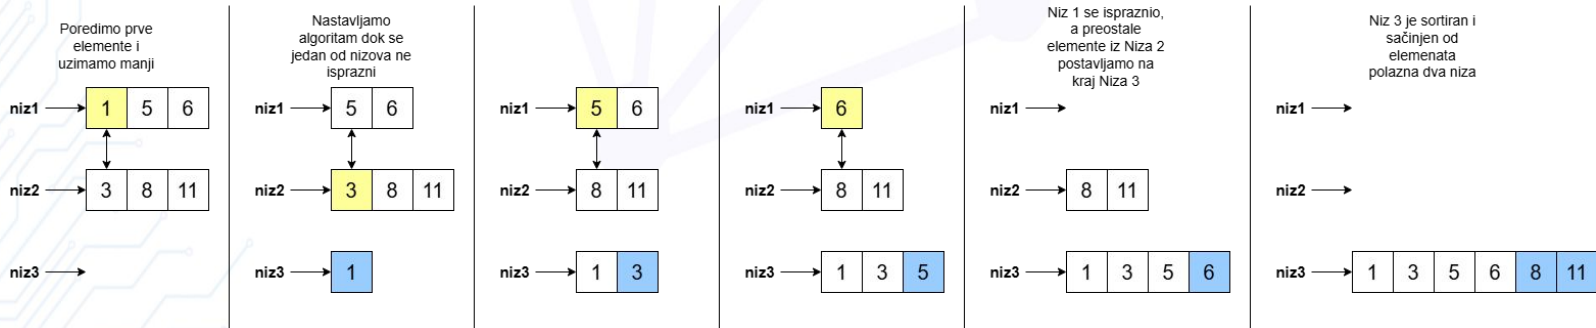 Poredimo prve
elemente i
uzimamo manji
niz1
1 5 6
niz2
3 8 11
niz3
Nastavljamo
algoritam dok se
jedan od nizova ne
isprazni
niz1
5 6
niz2
3 8 11
niz3
1
niz1
5 6
niz2
8 11
niz3
1 3
niz1
6
niz2
8 11
niz3
1 3 5
Niz 1 se ispraznio,
a preostale
elemente iz Niza 2
postavljamo na
kraj Niza 3
niz1
niz2
8 11
niz3
1 3 5 6
Niz 3 je sortiran i
sačinjen od
elemenata
polazna dva niza
niz1
niz2
niz3
1 3 5 6 8 11